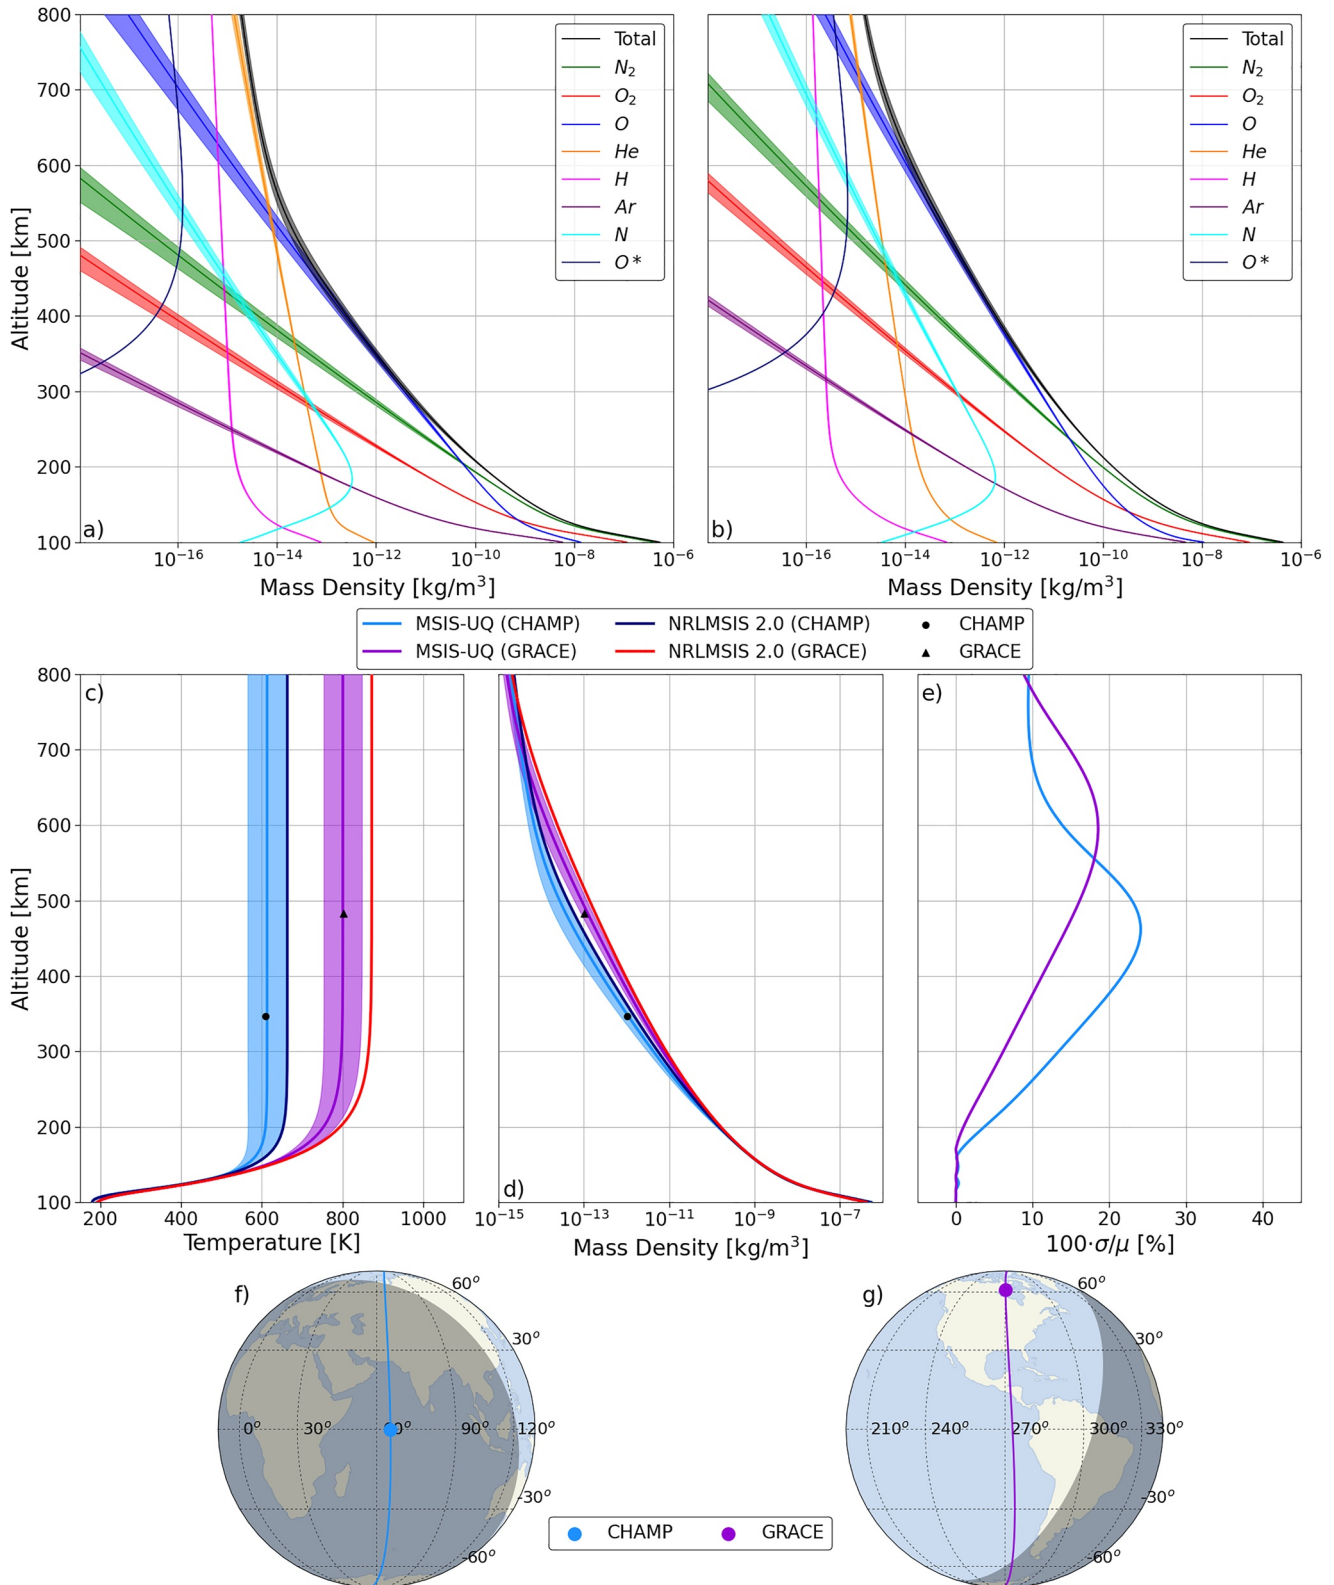 800
700
600
500
400
300
200
100
Altitude [km]
Total
N₂
O₂
O
He
H
Ar
N
O*
a)
10⁻¹⁶ 10⁻¹⁴ 10⁻¹² 10⁻¹⁰ 10⁻⁸ 10⁻⁶
Mass Density [kg/m³]
Total
N₂
O₂
O
He
H
Ar
N
O*
b)
10⁻¹⁶ 10⁻¹⁴ 10⁻¹² 10⁻¹⁰ 10⁻⁸ 10⁻⁶
Mass Density [kg/m³]
MSIS-UQ (CHAMP) NRLMSIS 2.0 (CHAMP) CHAMP
MSIS-UQ (GRACE) NRLMSIS 2.0 (GRACE) GRACE
c)
800
700
600
500
400
300
200
100
Altitude [km]
200 400 600 800 1000
Temperature [K]
d)
10⁻¹⁵ 10⁻¹³ 10⁻¹¹ 10⁻⁹ 10⁻⁷
Mass Density [kg/m³]
e)
0 10 20 30 40
100·σ/μ [%]
f)
60°
30°
0° 30° 90° 120°
-30°
-60°
g)
60°
30°
210° 240° 270° 300° 330°
-30°
-60°
CHAMP GRACE